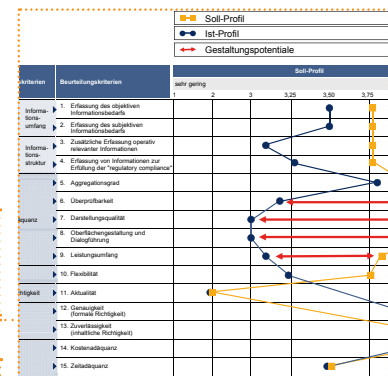 Soll-Profil
Ist-Profil
Gestaltungspotentiale
kriterien
Beurteilungskriterien
Soll-Profil
sehr gering
1 2 3 3,25 3,50 3,75
Informa-
tions-
umfang
1. Erfassung des objektiven
Informationsbedarfs
2. Erfassung des subjektiven
Informationsbedarfs
Informa-
tions-
struktur
3. Zusätzliche Erfassung operativ
relevanter Informationen
4. Erfassung von Informationen zur
Erfüllung der "regulatory compliance"
5. Aggregationsgrad
6. Überprüfbarkeit
äquanz
7. Darstellungsqualität
8. Oberflächengestaltung und
Dialogführung
9. Leistungsumfang
10. Flexibilität
htigkeit
11. Aktualität
12. Genauigkeit
(formale Richtigkeit)
13. Zuverlässigkeit
(inhaltliche Richtigkeit)
14. Kostenadäquanz
15. Zeitadäquanz